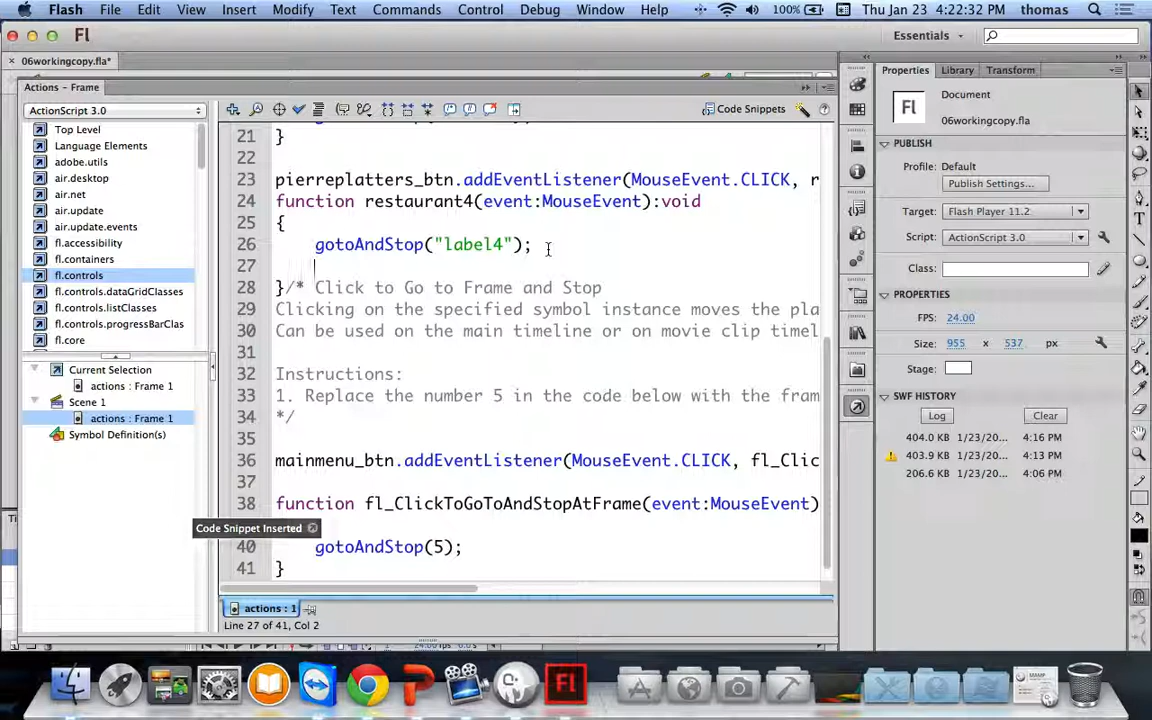 Flash File Edit View Insert Modify Text Commands Control Debug Window Help 100% Thu Jan 23 4:22:32 PM thomas
Fl Essentials
06workingcopy.fla*
Actions - Frame
ActionScript 3.0
Top Level
Language Elements
adobe.utils
air.desktop
air.net
air.update
air.update.events
fl.accessibility
fl.containers
fl.controls
fl.controls.dataGridClasses
fl.controls.listClasses
fl.controls.progressBarClas
fl.core
Current Selection
actions : Frame 1
Scene 1
actions : Frame 1
Symbol Definition(s)
Code Snippets
21 }
22
23 pierreplatters_btn.addEventListener(MouseEvent.CLICK, r
24 function restaurant4(event:MouseEvent):void
25 {
26 gotoAndStop("label4");
27
28 }/* Click to Go to Frame and Stop
29 Clicking on the specified symbol instance moves the pla
30 Can be used on the main timeline or on movie clip timel
31
32 Instructions:
33 1. Replace the number 5 in the code below with the fram
34 */
35
36 mainmenu_btn.addEventListener(MouseEvent.CLICK, fl_Clic
37
38 function fl_ClickToGoToAndStopAtFrame(event:MouseEvent)
Code Snippet Inserted
40 gotoAndStop(5);
41 }
actions : 1
Line 27 of 41, Col 2
Properties Library Transform
Fl
Document
06workingcopy.fla
PUBLISH
Profile: Default
Publish Settings...
Target: Flash Player 11.2
Script: ActionScript 3.0
Class:
PROPERTIES
FPS: 24.00
Size: 955 x 537 px
Stage:
SWF HISTORY
Log Clear
404.0 KB 1/23/20... 4:16 PM
403.9 KB 1/23/20... 4:13 PM
206.6 KB 1/23/20... 4:06 PM
Fl